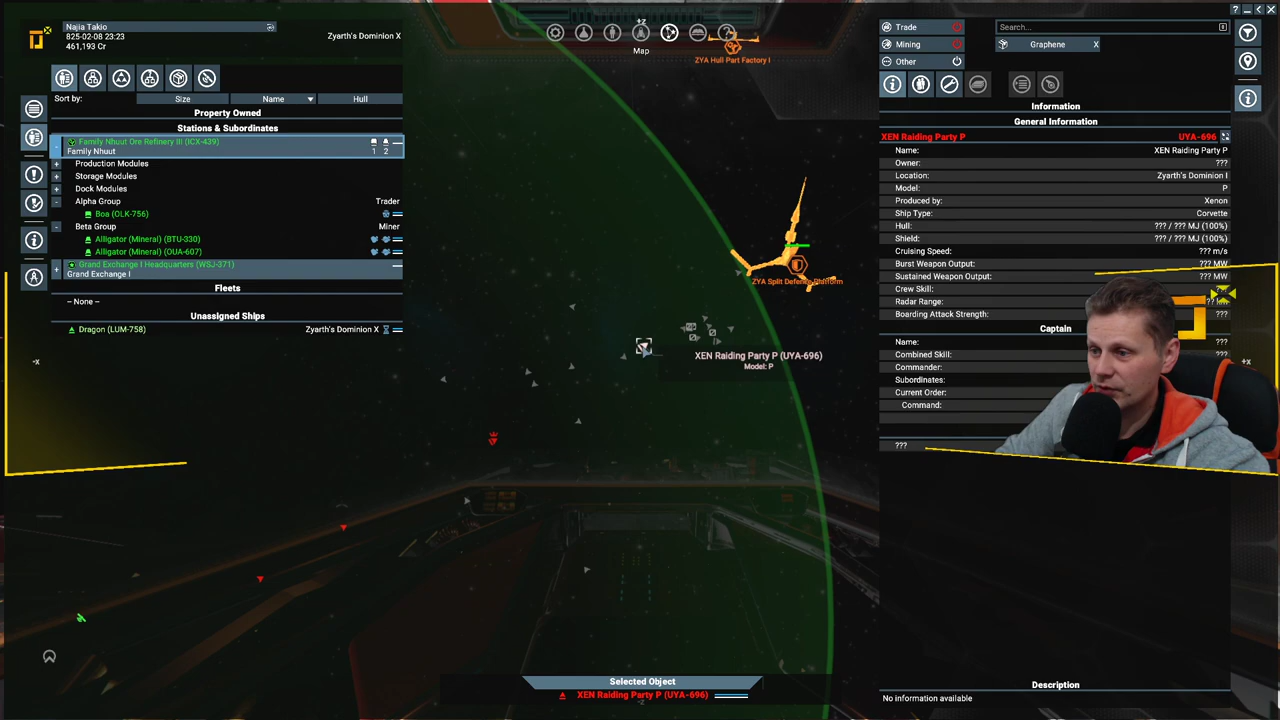 Najia Takio
825-02-08 23:23
461,193 Cr
Zyarth's Dominion X
Sort by:
Size
Name
Hull
Property Owned
Stations & Subordinates
Family Nhuut Ore Refinery III (ICX-439)
Family Nhuut
1 2
+ Production Modules
+ Storage Modules
+ Dock Modules
- Alpha Group
Trader
Boa (OLK-756)
- Beta Group
Miner
Alligator (Mineral) (BTU-330)
Alligator (Mineral) (OUA-607)
+ Grand Exchange I Headquarters (WSJ-371)
Grand Exchange I
Fleets
-- None --
Unassigned Ships
Dragon (LUM-758)
Zyarth's Dominion X
+Z
Map
ZYA Hull Part Factory I
ZYA Split Defence Platform
XEN Raiding Party P (UYA-696)
Model: P
-X
+X
Selected Object
XEN Raiding Party P (UYA-696)
-Z
Trade
Mining
Other
Search...
Graphene
X
Information
General Information
XEN Raiding Party P
UYA-696
Name:
XEN Raiding Party P
Owner:
???
Location:
Zyarth's Dominion I
Model:
P
Produced by:
Xenon
Ship Type:
Corvette
Hull:
??? / ??? MJ (100%)
Shield:
??? / ??? MJ (100%)
Cruising Speed:
??? m/s
Burst Weapon Output:
??? MW
Sustained Weapon Output:
??? MW
Crew Skill:
Radar Range:
Boarding Attack Strength:
???
Captain
Name:
???
Combined Skill:
???
Commander:
Subordinates:
Current Order:
Command:
???
Description
No information available